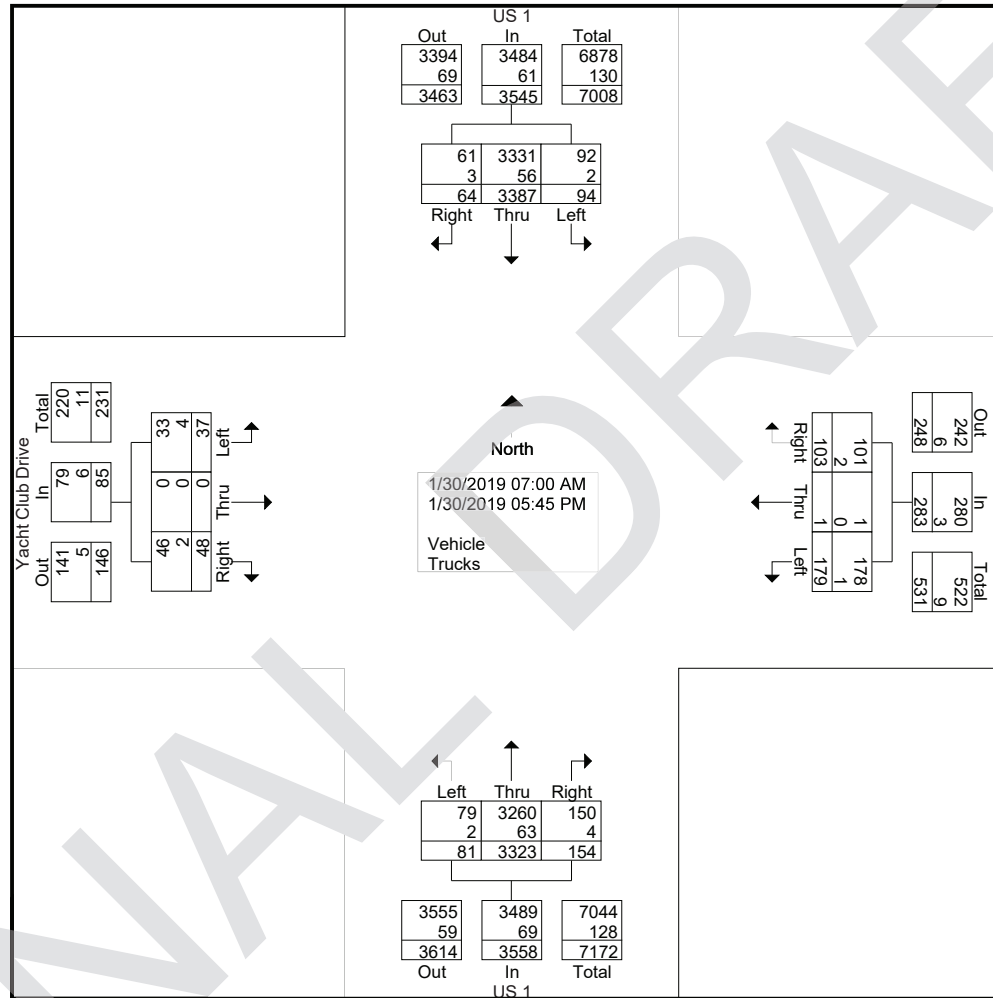 US 1
Out In Total
3394 3484 6878
69 61 130
3463 3545 7008
61 3331 92
3 56 2
64 3387 94
Right Thru Left
Yacht Club Drive
Total In Out
220 79 141
11 6 5
231 85 146
33 0 46
4 0 2
37 0 48
Left Thru Right
North
1/30/2019 07:00 AM
1/30/2019 05:45 PM
Vehicle
Trucks
Right Thru Left
101 1 178
2 0 1
103 1 179
Out In Total
242 280 522
6 3 9
248 283 531
Left Thru Right
79 3260 150
2 63 4
81 3323 154
3555 3489 7044
59 69 128
3614 3558 7172
Out In Total
US 1
NAL DRAF